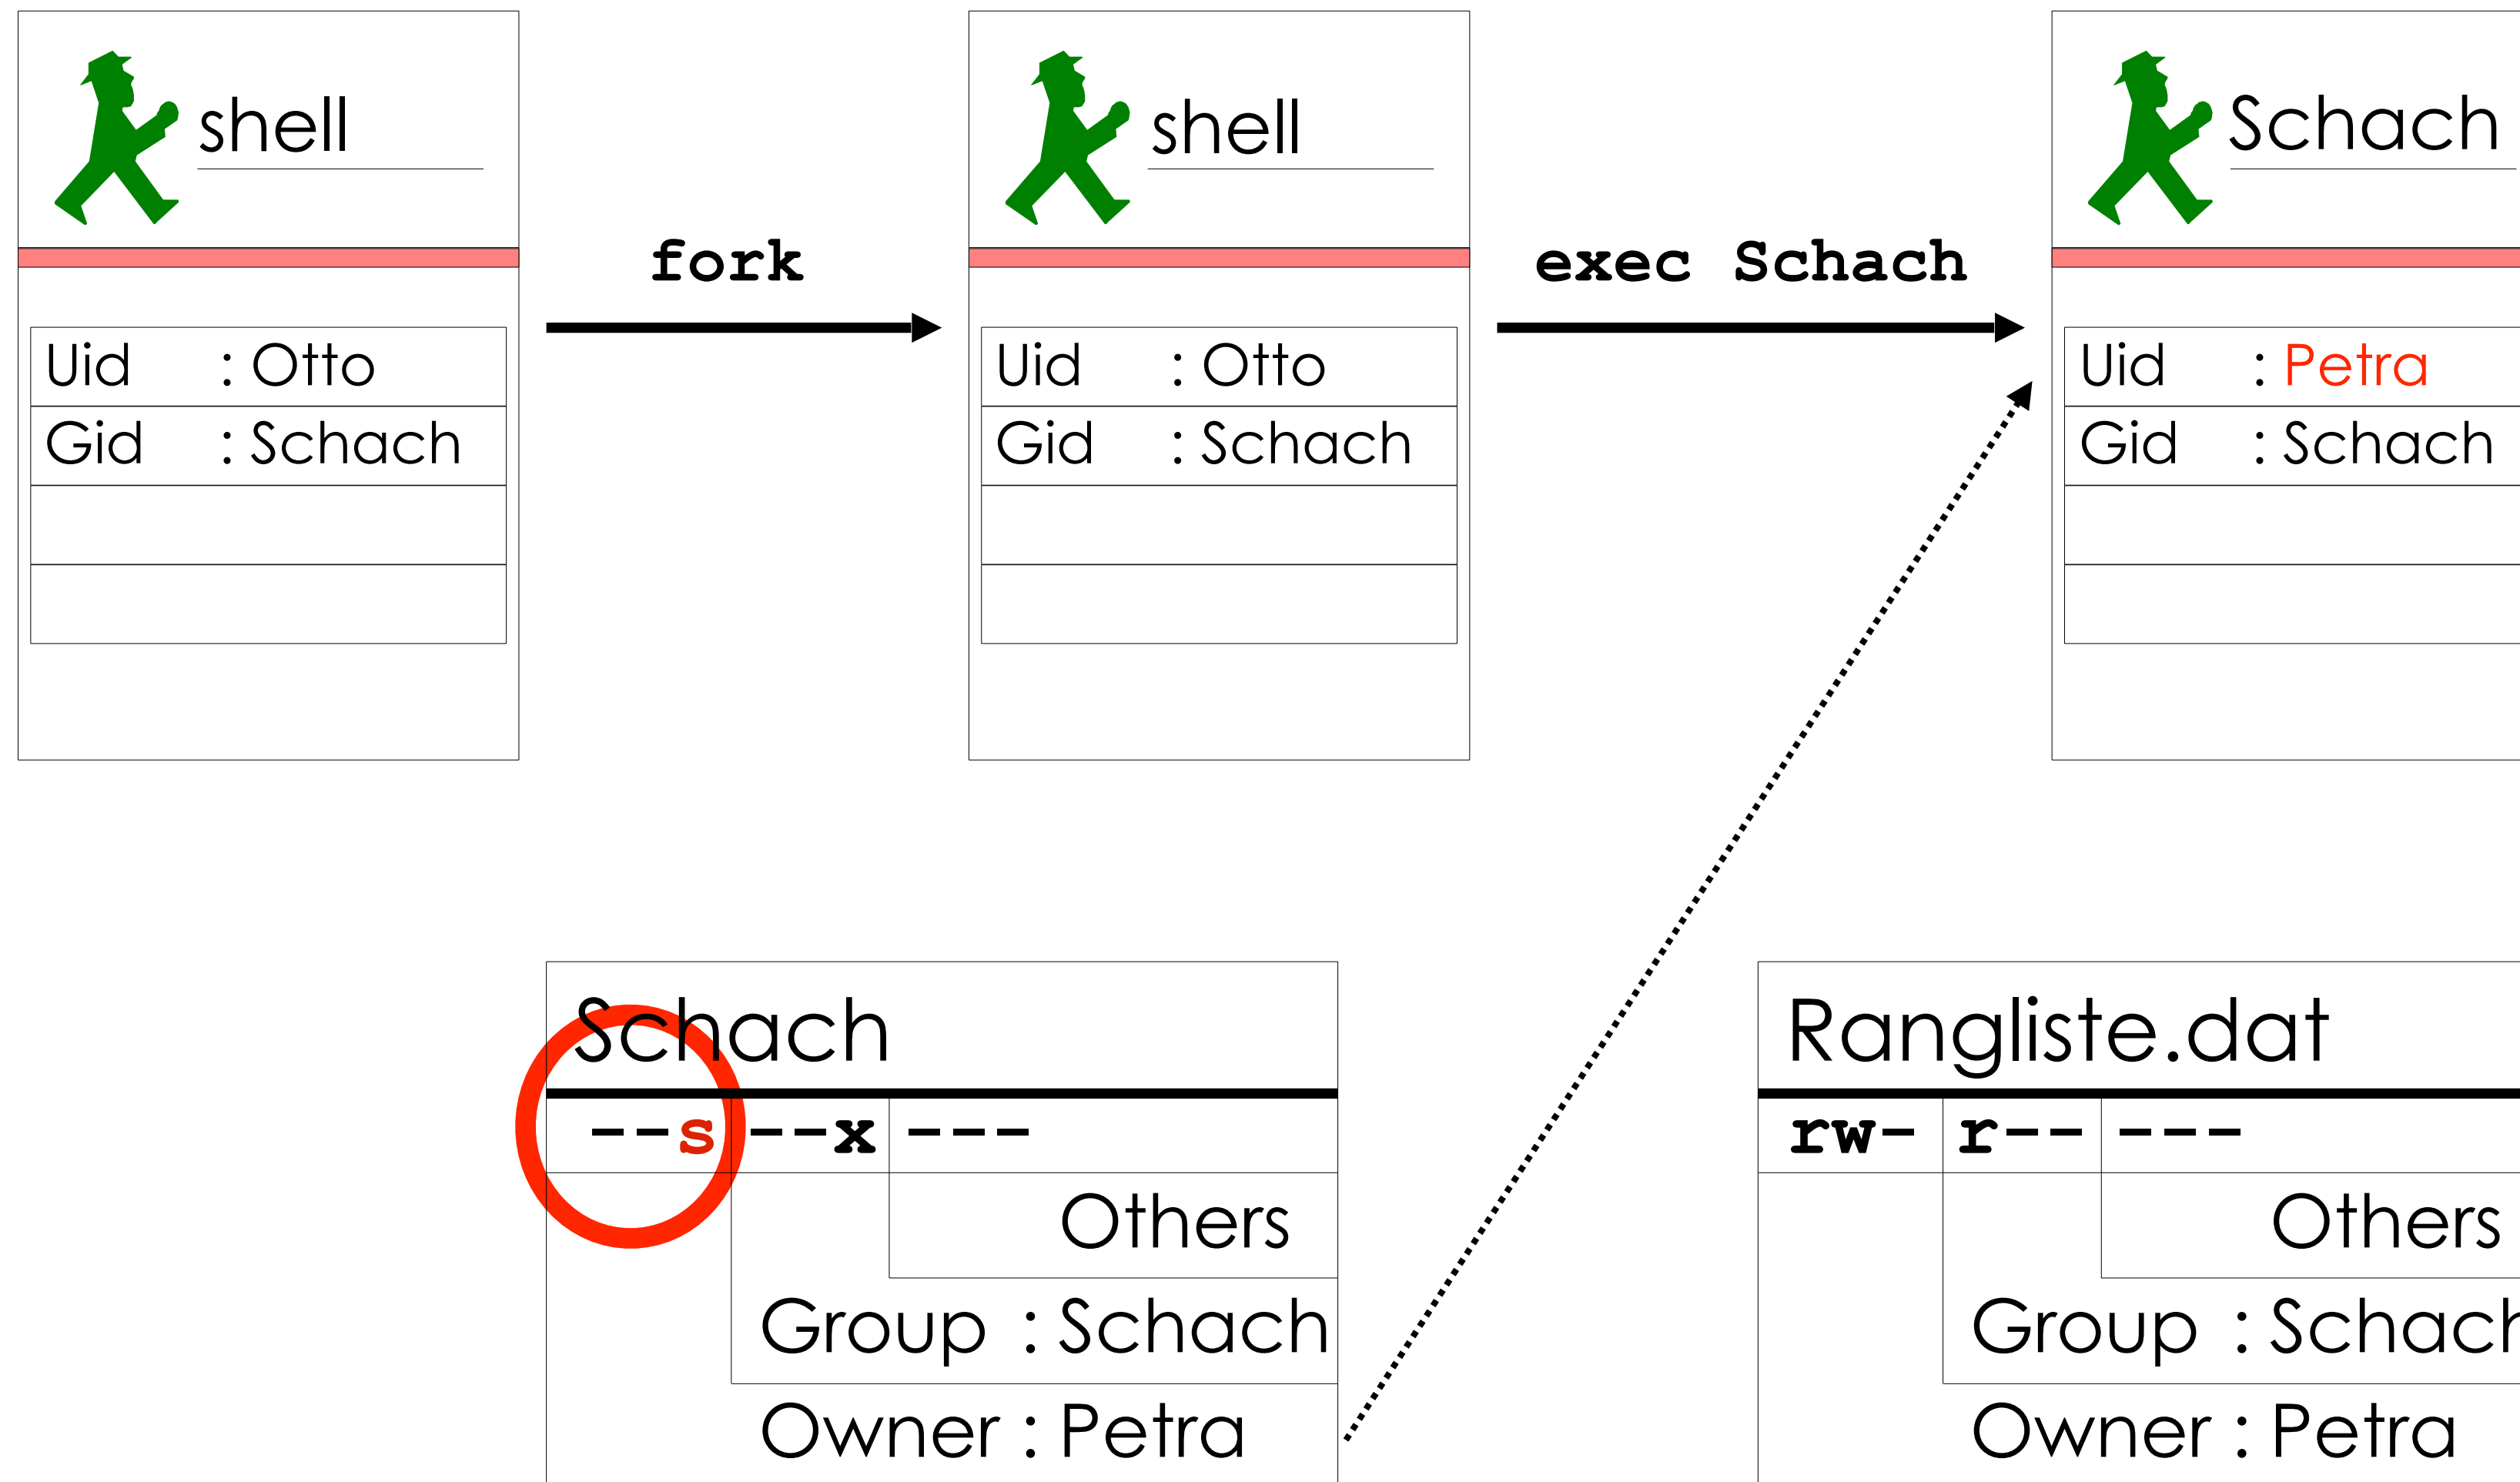 shell
Uid : Otto
Gid : Schach
fork
shell
Uid : Otto
Gid : Schach
exec Schach
Schach
Uid : Petra
Gid : Schach
Schach
--s --x ---
Others
Group : Schach
Owner : Petra
Rangliste.dat
rw- r-- ---
Others
Group : Schach
Owner : Petra